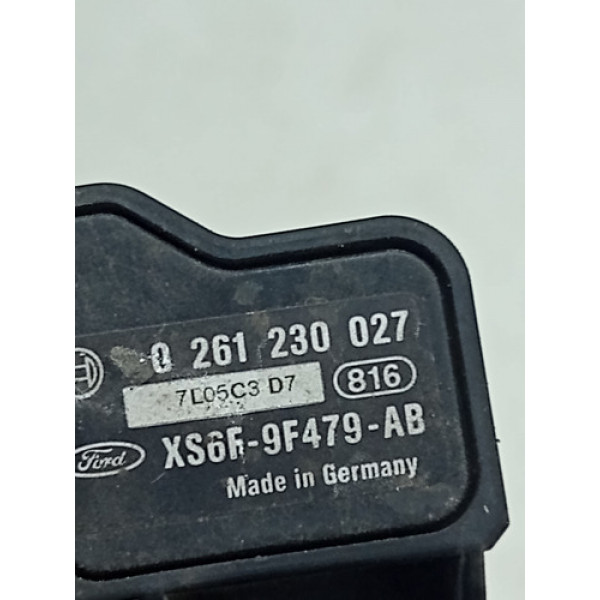 0 261 230 027
7L05C3 D7 816
Ford XS6F-9F479-AB
Made in Germany